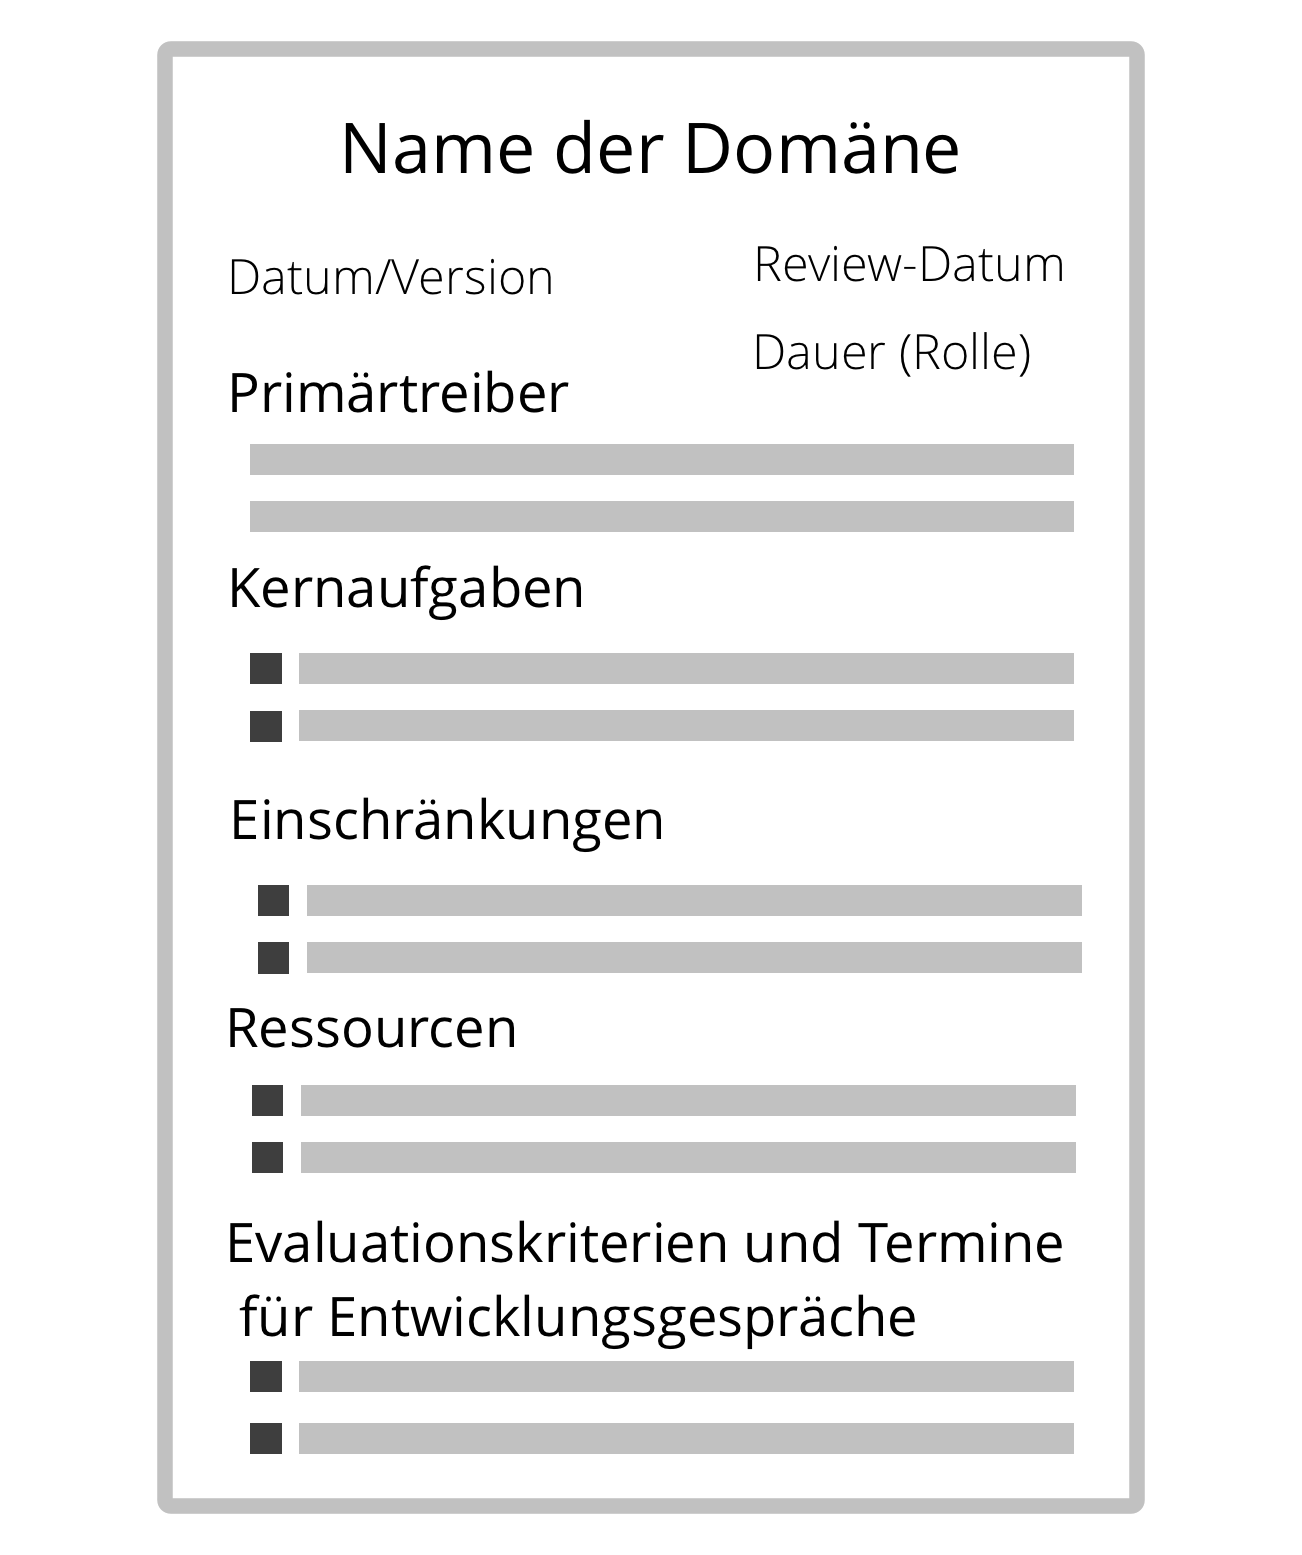 Name der Domäne
Datum/Version
Review-Datum
Dauer (Rolle)
Primärtreiber
Kernaufgaben
Einschränkungen
Ressourcen
Evaluationskriterien und Termine
für Entwicklungsgespräche